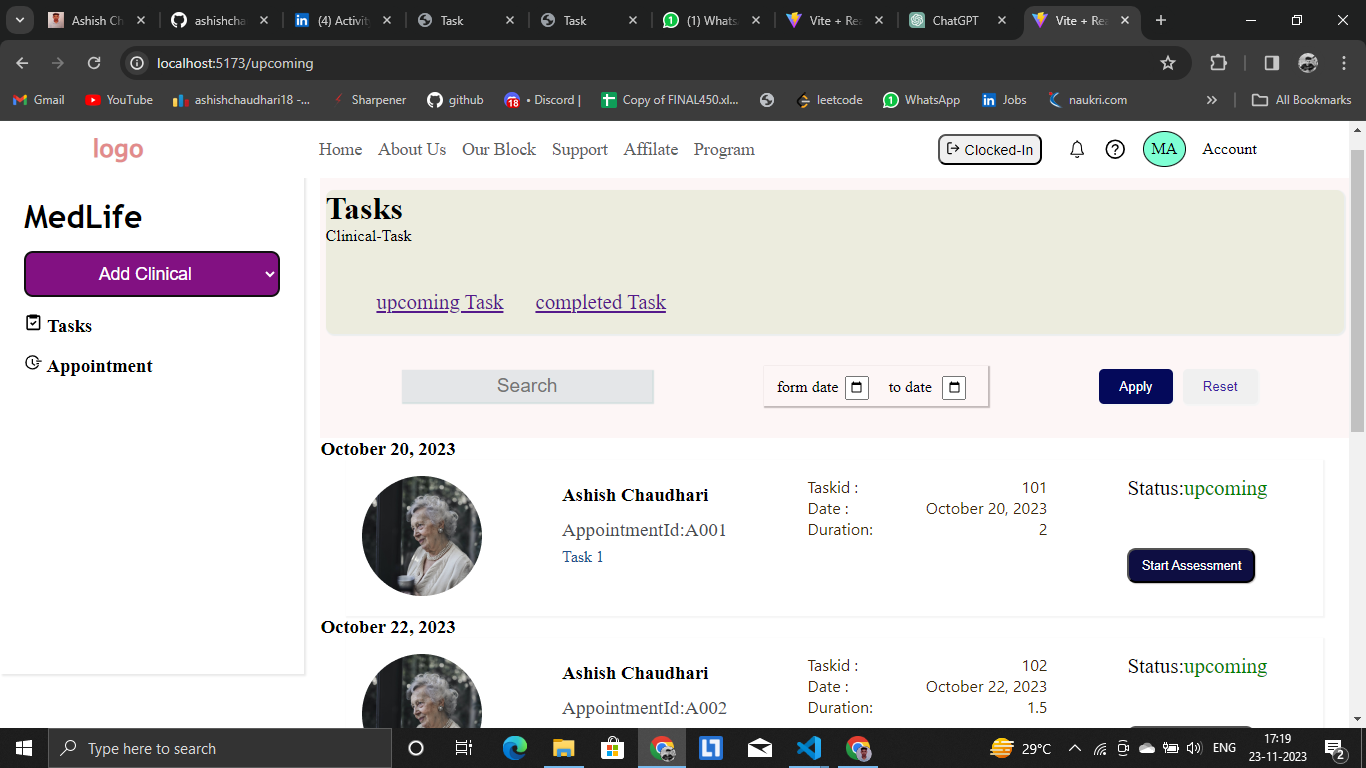 Ashish Ch
ashishcha
(4) Activity
Task
Task
(1) Whats
Vite + Rea
ChatGPT
Vite + Rea
localhost:5173/upcoming
Gmail
YouTube
ashishchaudhari18 -...
Sharpener
github
• Discord |
Copy of FINAL450.xl...
leetcode
WhatsApp
Jobs
naukri.com
»
All Bookmarks
logo
Home About Us Our Block Support Affilate Program
Clocked-In
MA
Account
MedLife
Add Clinical
Tasks
Appointment
Tasks
Clinical-Task
upcoming Task completed Task
Search
form date to date
Apply
Reset
October 20, 2023
Ashish Chaudhari
AppointmentId:A001
Task 1
Taskid : 101
Date : October 20, 2023
Duration: 2
Status:upcoming
Start Assessment
October 22, 2023
Ashish Chaudhari
AppointmentId:A002
Taskid : 102
Date : October 22, 2023
Duration: 1.5
Status:upcoming
Type here to search
29°C
ENG
17:19
23-11-2023
2